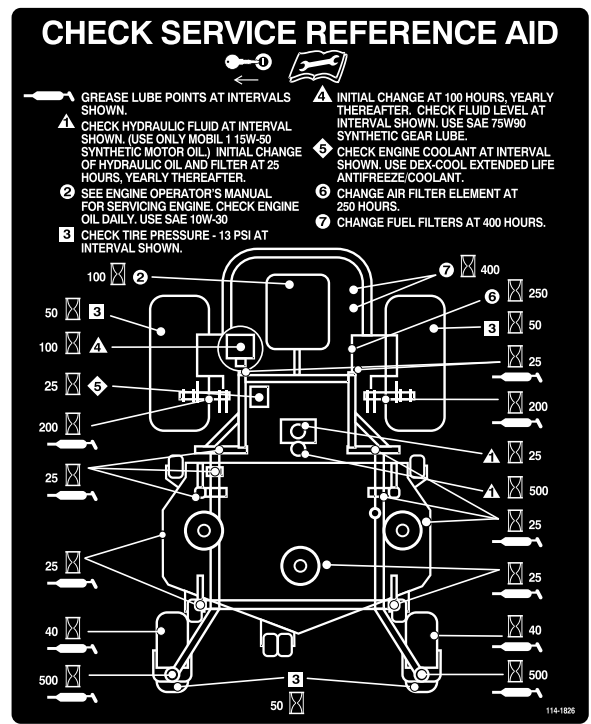 CHECK SERVICE REFERENCE AID
GREASE LUBE POINTS AT INTERVALS
SHOWN.
1 CHECK HYDRAULIC FLUID AT INTERVAL
SHOWN. (USE ONLY MOBIL 1 15W-50
SYNTHETIC MOTOR OIL.) INITIAL CHANGE
OF HYDRAULIC OIL AND FILTER AT 25
HOURS, YEARLY THEREAFTER.
2 SEE ENGINE OPERATOR'S MANUAL
FOR SERVICING ENGINE. CHECK ENGINE
OIL DAILY. USE SAE 10W-30
3 CHECK TIRE PRESSURE - 13 PSI AT
INTERVAL SHOWN.
4 INITIAL CHANGE AT 100 HOURS, YEARLY
THEREAFTER. CHECK FLUID LEVEL AT
INTERVAL SHOWN. USE SAE 75W90
SYNTHETIC GEAR LUBE.
5 CHECK ENGINE COOLANT AT INTERVAL
SHOWN. USE DEX-COOL EXTENDED LIFE
ANTIFREEZE/COOLANT.
6 CHANGE AIR FILTER ELEMENT AT
250 HOURS.
7 CHANGE FUEL FILTERS AT 400 HOURS.
100 2
7 400
6 250
50 3
3 50
100 4
25
25 5
200
200
1 25
25
1 500
25
25
25
40
40
500
500
3
50
114-1826